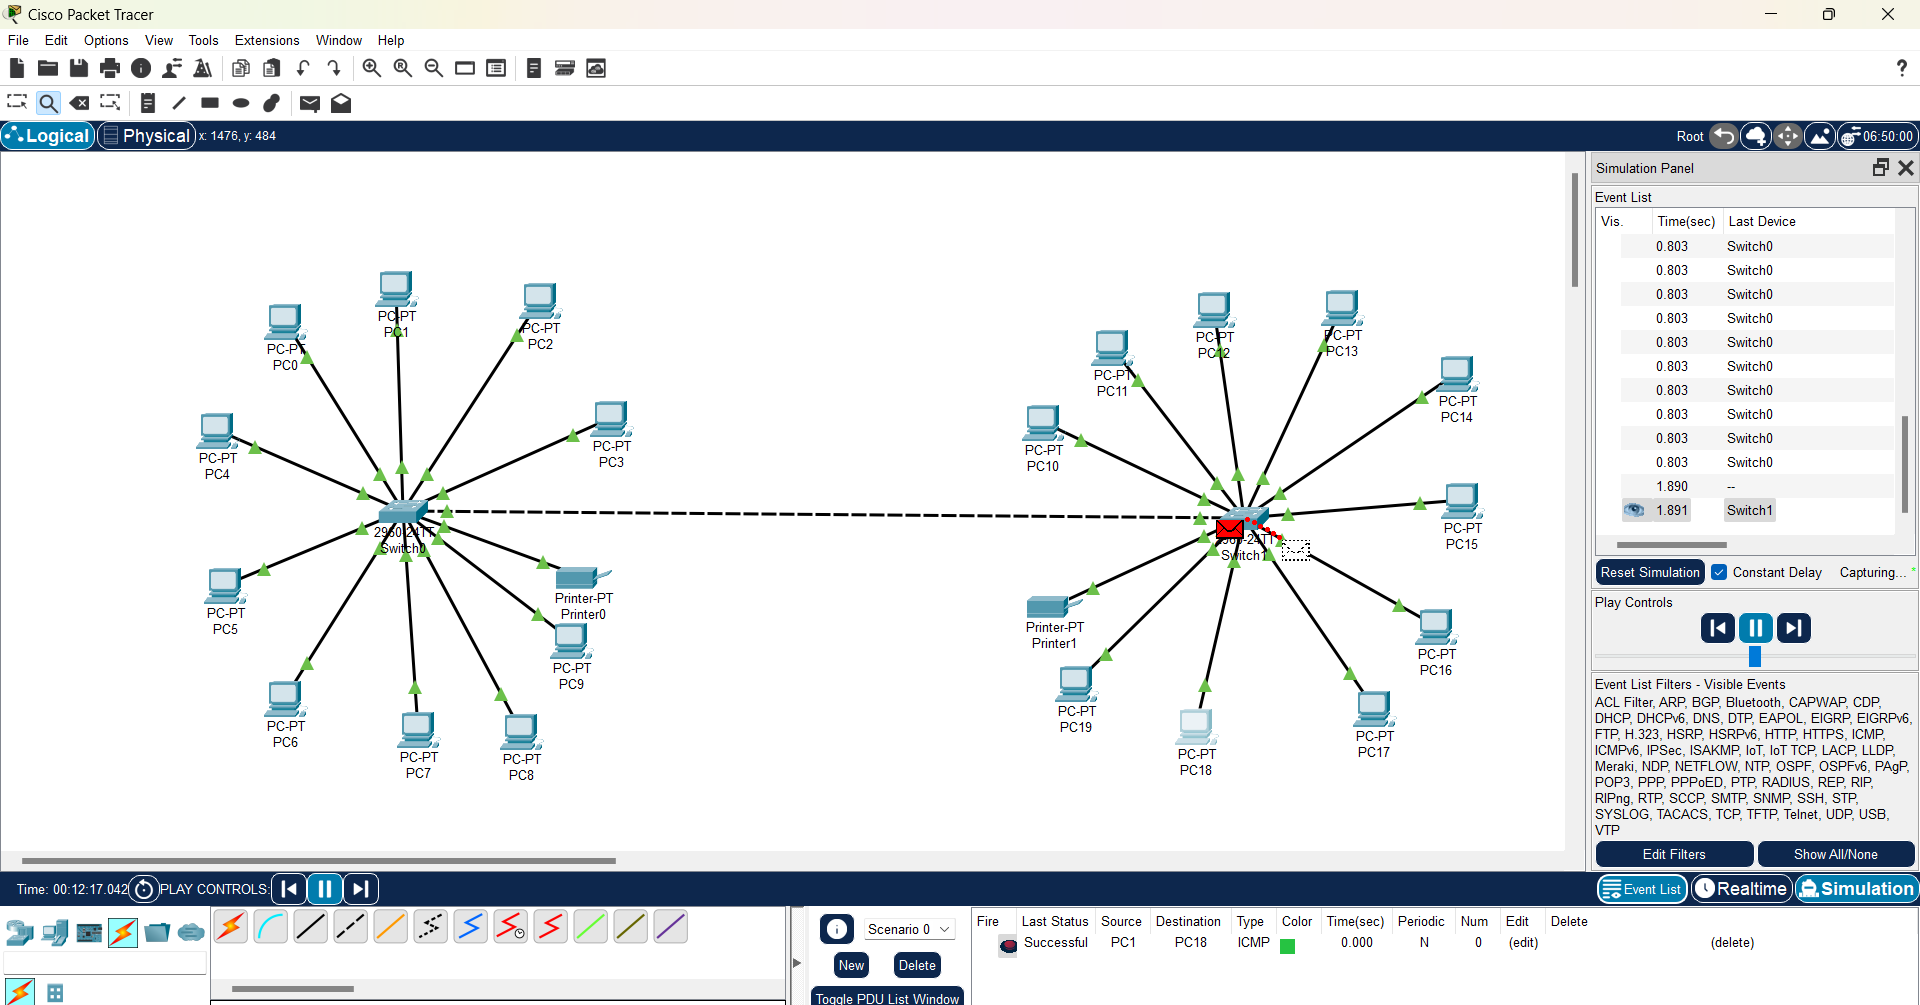 Cisco Packet Tracer
File Edit Options View Tools Extensions Window Help
Logical Physical x: 1476, y: 484 Root 06:50:00
Simulation Panel
Event List
Vis. Time(sec) Last Device
0.803 Switch0
0.803 Switch0
0.803 Switch0
0.803 Switch0
0.803 Switch0
0.803 Switch0
0.803 Switch0
0.803 Switch0
0.803 Switch0
0.803 Switch0
1.890 --
1.891 Switch1
Reset Simulation Constant Delay Capturing...
Play Controls
Event List Filters - Visible Events
ACL Filter, ARP, BGP, Bluetooth, CAPWAP, CDP,
DHCP, DHCPv6, DNS, DTP, EAPOL, EIGRP, EIGRPv6,
FTP, H.323, HSRP, HSRPv6, HTTP, HTTPS, ICMP,
ICMPv6, IPSec, ISAKMP, IoT, IoT TCP, LACP, LLDP,
Meraki, NDP, NETFLOW, NTP, OSPF, OSPFv6, PAgP,
POP3, PPP, PPPoED, PTP, RADIUS, REP, RIP,
RIPng, RTP, SCCP, SMTP, SNMP, SSH, STP,
SYSLOG, TACACS, TCP, TFTP, Telnet, UDP, USB,
VTP
Edit Filters Show All/None
PC-PT
PC0
PC-PT
PC1
PC-PT
PC2
PC-PT
PC3
PC-PT
PC4
2950-24TT
Switch0
PC-PT
PC5
PC-PT
PC6
PC-PT
PC7
PC-PT
PC8
PC-PT
PC9
Printer-PT
Printer0
PC-PT
PC10
PC-PT
PC11
PC-PT
PC12
PC-PT
PC13
PC-PT
PC14
PC-PT
PC15
Switch1
PC-PT
PC16
PC-PT
PC17
PC-PT
PC18
PC-PT
PC19
Printer-PT
Printer1
Time: 00:12:17.042 PLAY CONTROLS: Event List Realtime Simulation
Scenario 0
New Delete
Toggle PDU List Window
Fire Last Status Source Destination Type Color Time(sec) Periodic Num Edit Delete
Successful PC1 PC18 ICMP 0.000 N 0 (edit) (delete)